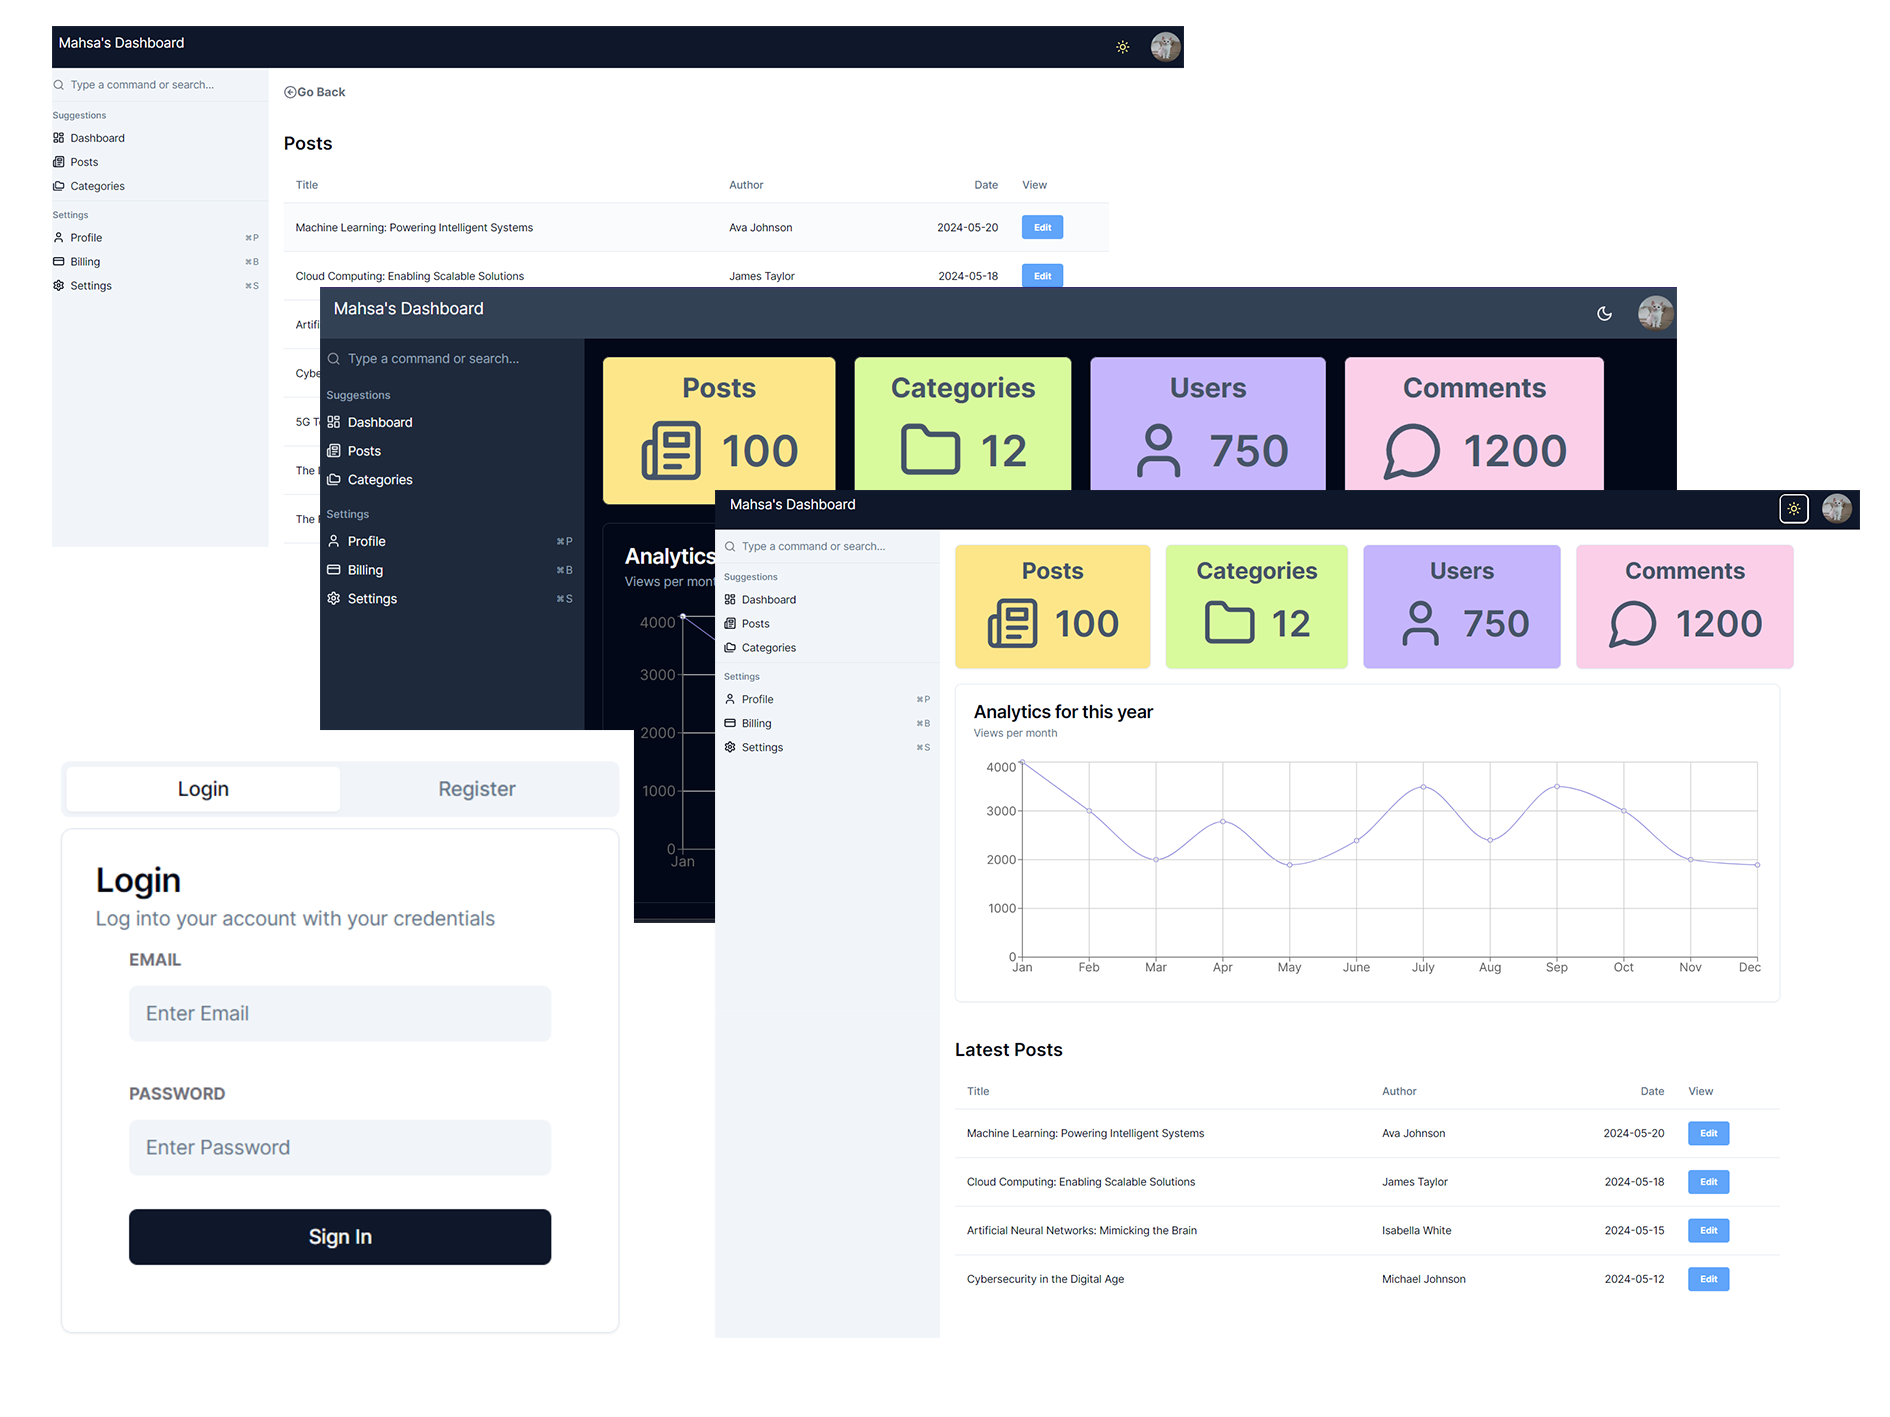 Mahsa's Dashboard
Type a command or search...
Suggestions
Dashboard
Posts
Categories
Settings
Profile ⌘P
Billing ⌘B
Settings ⌘S
Go Back
Posts
Title Author Date View
Machine Learning: Powering Intelligent Systems Ava Johnson 2024-05-20 Edit
Cloud Computing: Enabling Scalable Solutions James Taylor 2024-05-18 Edit
Artifi
Cybe
5G T
The
The
Mahsa's Dashboard
Type a command or search...
Suggestions
Dashboard
Posts
Categories
Settings
Profile ⌘P
Billing ⌘B
Settings ⌘S
Posts
100
Categories
12
Users
750
Comments
1200
Analytics
Views per mont
4000
3000
2000
1000
0
Jan
Mahsa's Dashboard
Type a command or search...
Suggestions
Dashboard
Posts
Categories
Settings
Profile ⌘P
Billing ⌘B
Settings ⌘S
Posts
100
Categories
12
Users
750
Comments
1200
Analytics for this year
Views per month
4000
3000
2000
1000
0
Jan Feb Mar Apr May June July Aug Sep Oct Nov Dec
Latest Posts
Title Author Date View
Machine Learning: Powering Intelligent Systems Ava Johnson 2024-05-20 Edit
Cloud Computing: Enabling Scalable Solutions James Taylor 2024-05-18 Edit
Artificial Neural Networks: Mimicking the Brain Isabella White 2024-05-15 Edit
Cybersecurity in the Digital Age Michael Johnson 2024-05-12 Edit
Login Register
Login
Log into your account with your credentials
EMAIL
Enter Email
PASSWORD
Enter Password
Sign In